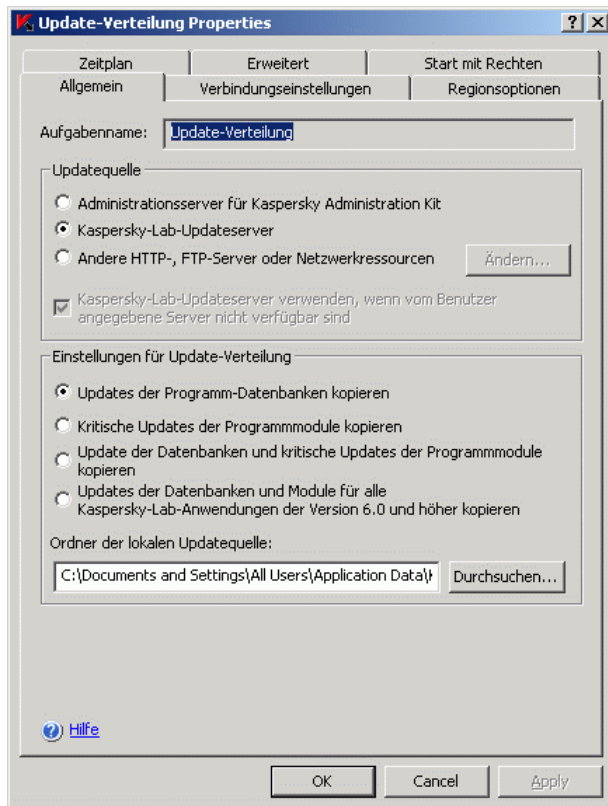 Update-Verteilung Properties
Zeitplan
Erweitert
Start mit Rechten
Allgemein
Verbindungseinstellungen
Regionsoptionen
Aufgabenname:
Update-Verteilung
Updatequelle
Administrationsserver für Kaspersky Administration Kit
Kaspersky-Lab-Updateserver
Andere HTTP-, FTP-Server oder Netzwerkressourcen
Ändern...
Kaspersky-Lab-Updateserver verwenden, wenn vom Benutzer
angegebene Server nicht verfügbar sind
Einstellungen für Update-Verteilung
Updates der Programm-Datenbanken kopieren
Kritische Updates der Programmmodule kopieren
Update der Datenbanken und kritische Updates der Programmmodule
kopieren
Updates der Datenbanken und Module für alle
Kaspersky-Lab-Anwendungen der Version 6.0 und höher kopieren
Ordner der lokalen Updatequelle:
C:\Documents and Settings\All Users\Application Data\
Durchsuchen...
Hilfe
OK
Cancel
Apply